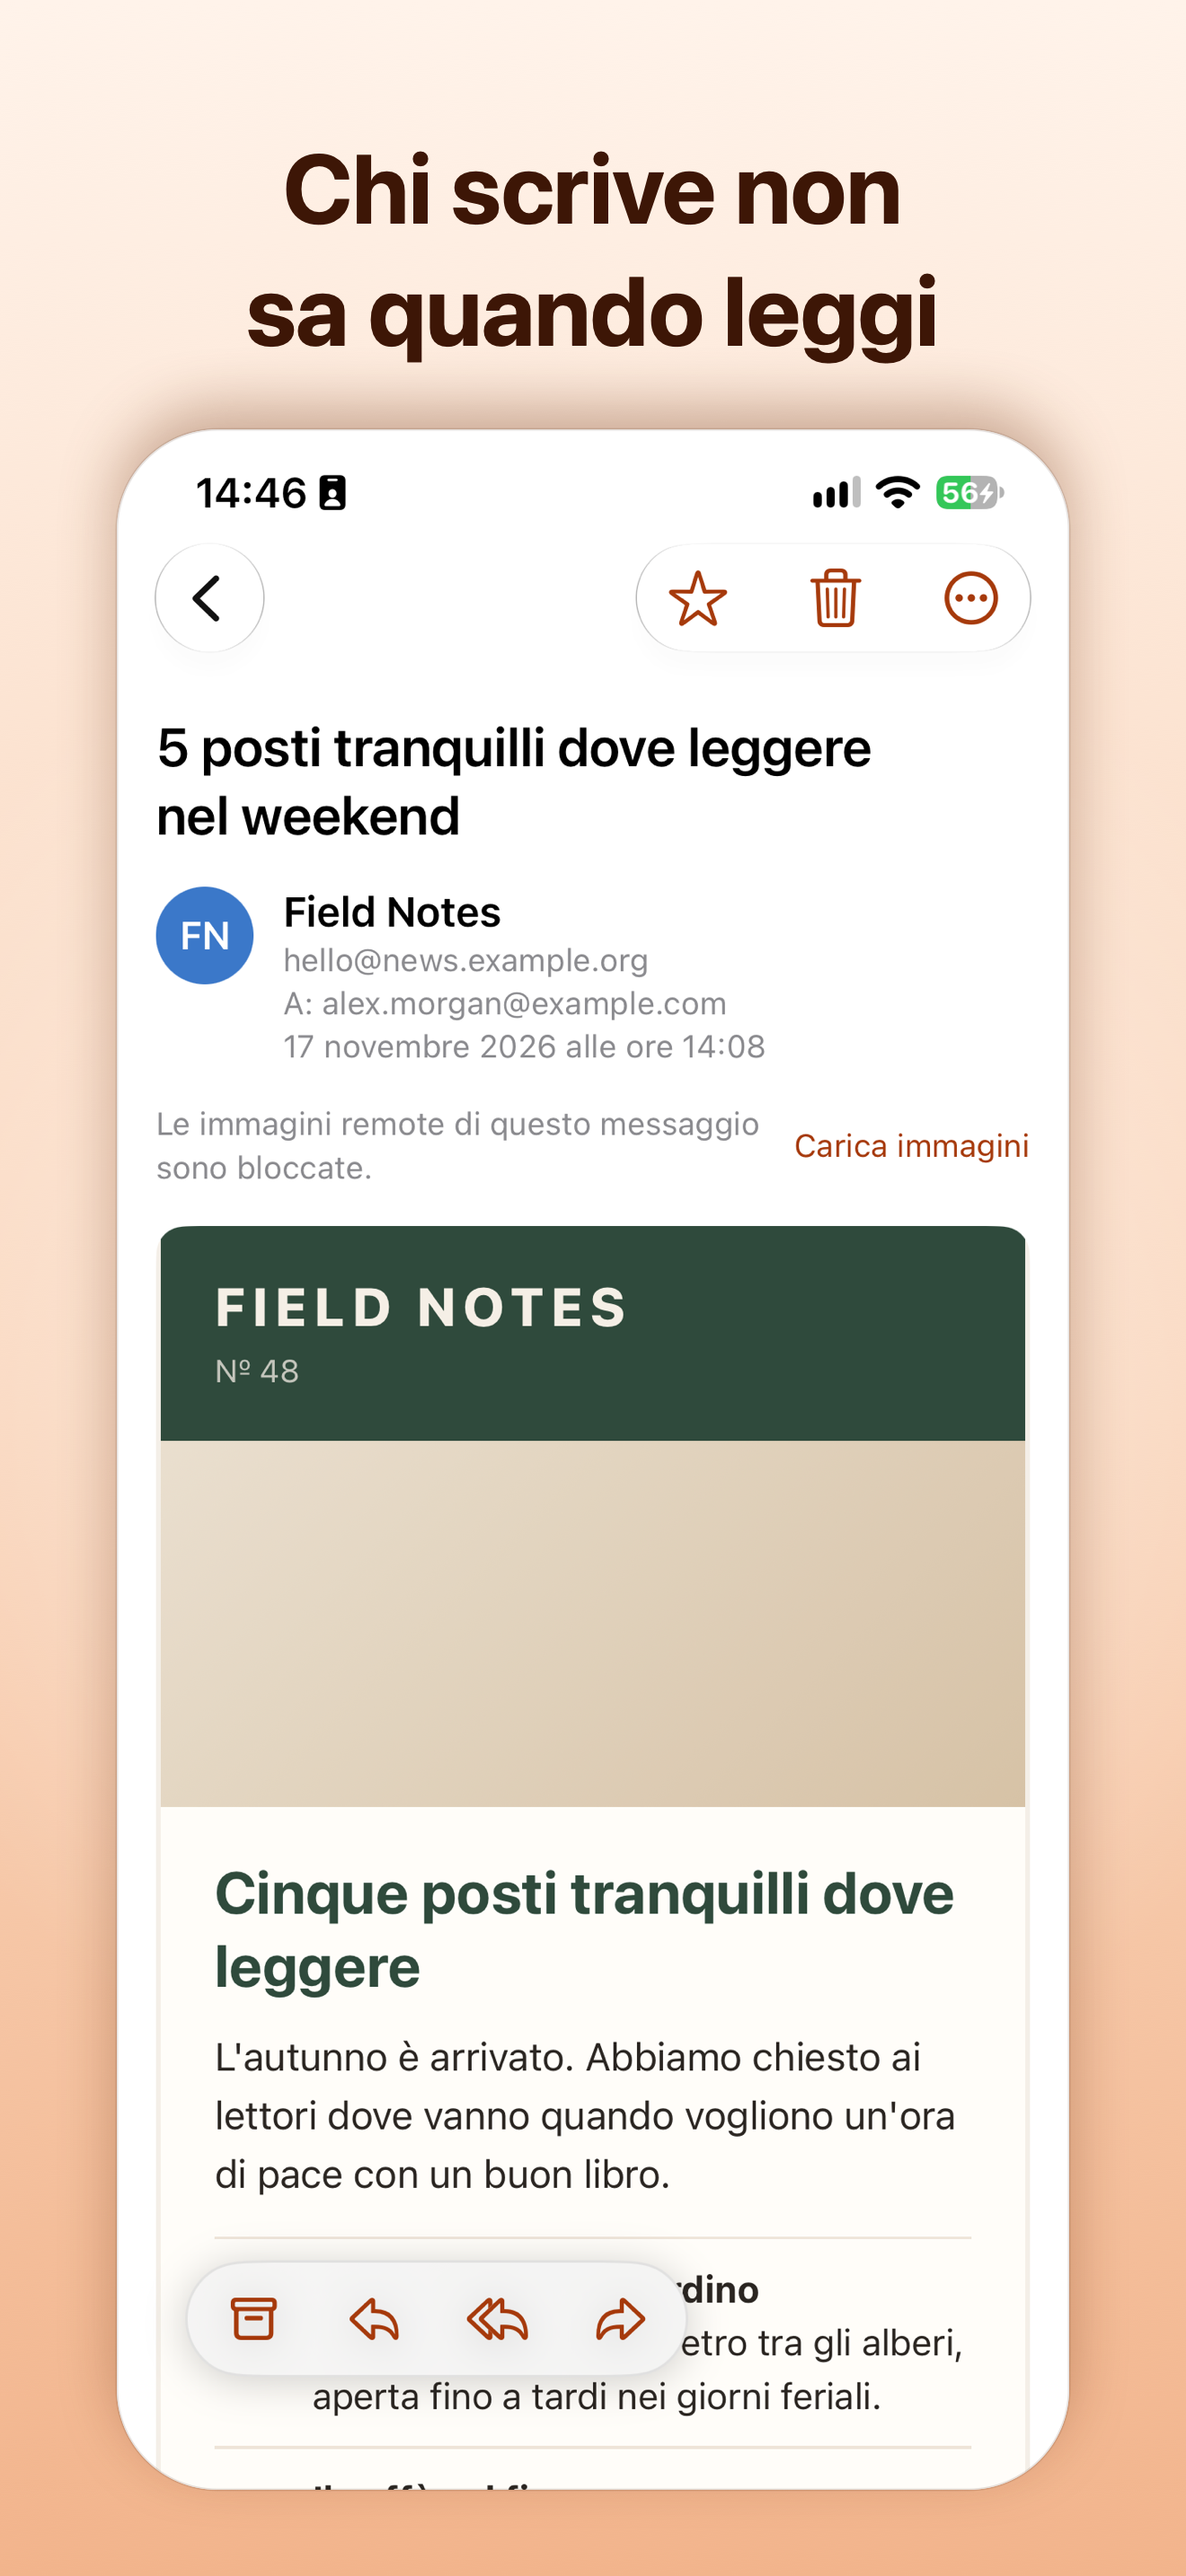 Chi scrive non
sa quando leggi
14:46
56
5 posti tranquilli dove leggere
nel weekend
FN
Field Notes
hello@news.example.org
A: alex.morgan@example.com
17 novembre 2026 alle ore 14:08
Le immagini remote di questo messaggio
sono bloccate.
Carica immagini
FIELD NOTES
Nº 48
Cinque posti tranquilli dove
leggere
L'autunno è arrivato. Abbiamo chiesto ai
lettori dove vanno quando vogliono un'ora
di pace con un buon libro.
tra gli alberi,
aperta fino a tardi nei giorni feriali.